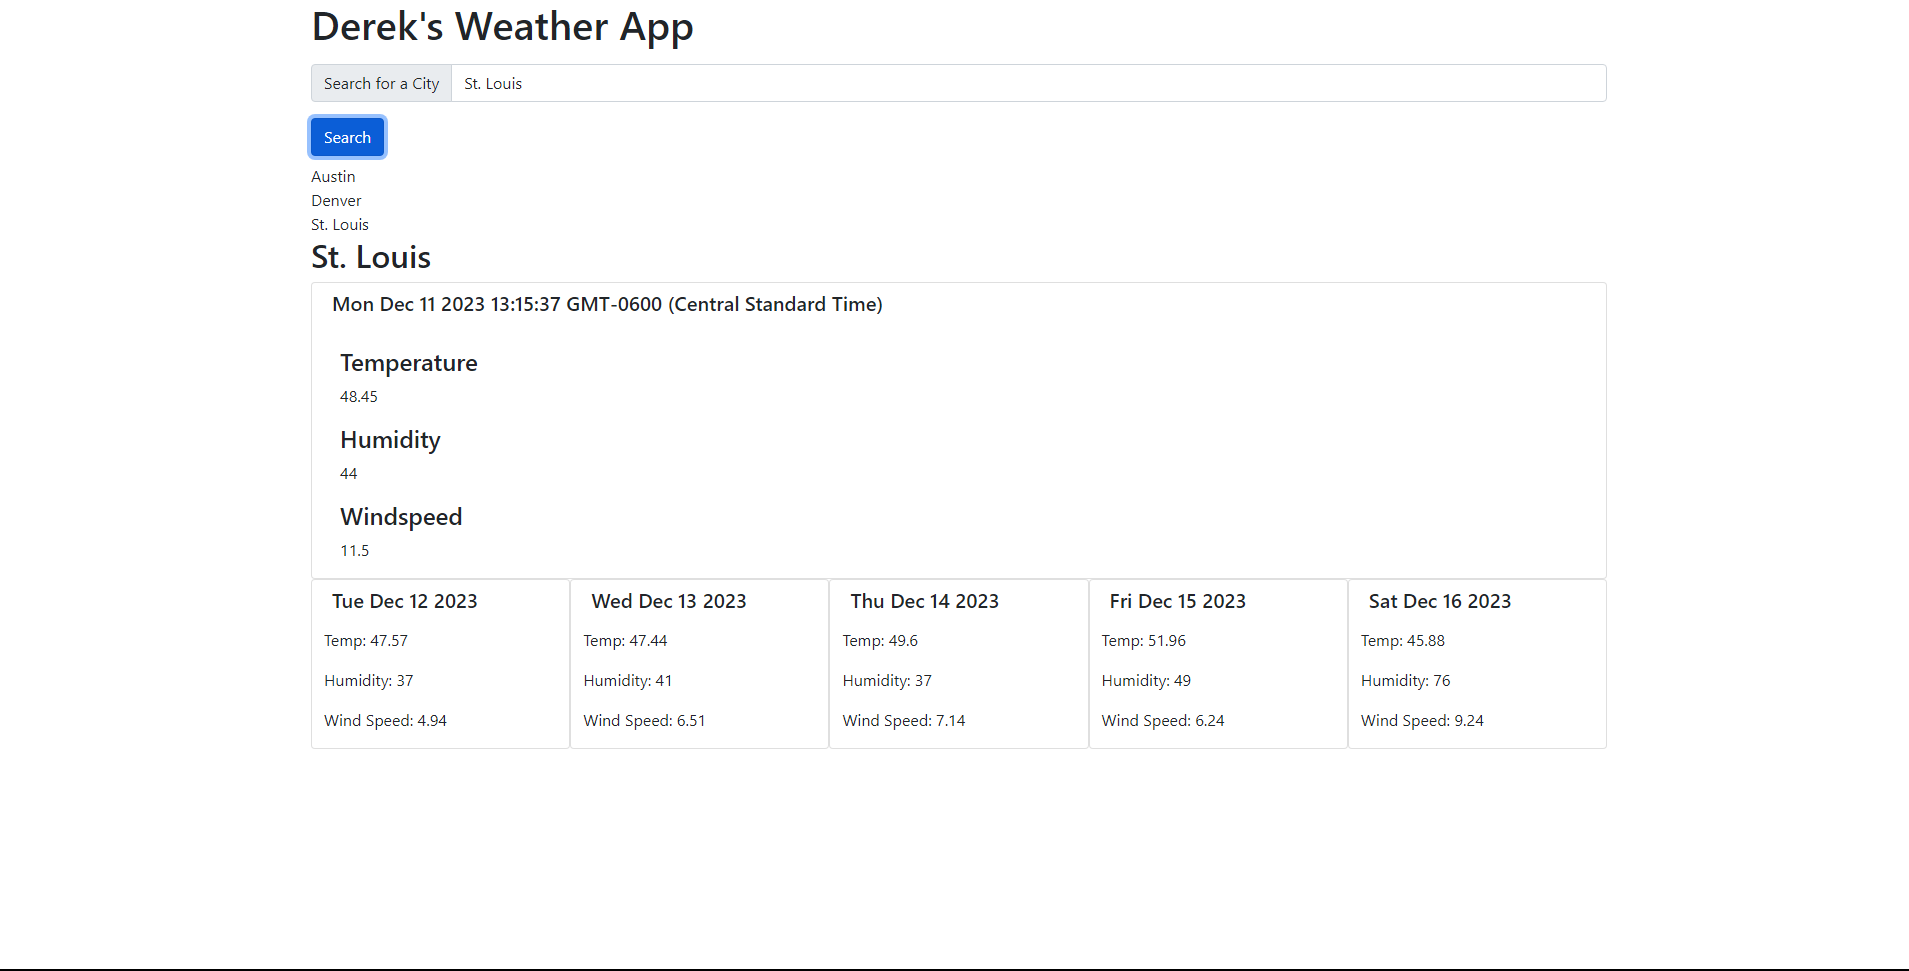 Derek's Weather App
Search for a City St. Louis
Search
Austin
Denver
St. Louis
St. Louis
Mon Dec 11 2023 13:15:37 GMT-0600 (Central Standard Time)
Temperature
48.45
Humidity
44
Windspeed
11.5
Tue Dec 12 2023
Temp: 47.57
Humidity: 37
Wind Speed: 4.94
Wed Dec 13 2023
Temp: 47.44
Humidity: 41
Wind Speed: 6.51
Thu Dec 14 2023
Temp: 49.6
Humidity: 37
Wind Speed: 7.14
Fri Dec 15 2023
Temp: 51.96
Humidity: 49
Wind Speed: 6.24
Sat Dec 16 2023
Temp: 45.88
Humidity: 76
Wind Speed: 9.24